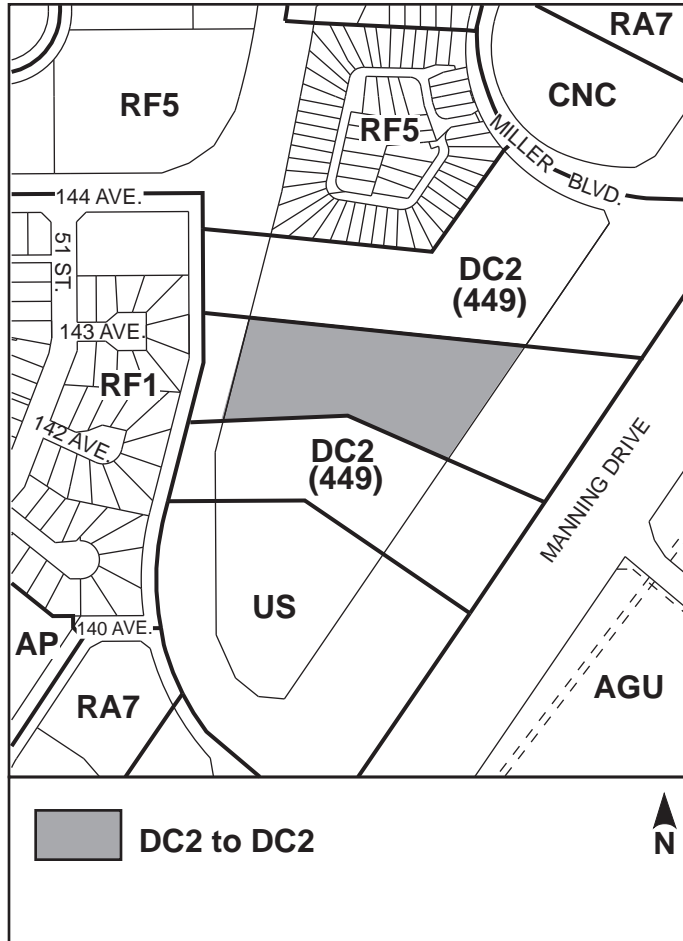 RA7
RF5
CNC
RF5
MILLER BLVD.
144 AVE.
51 ST.
DC2
(449)
143 AVE.
RF1
142 AVE.
DC2
(449)
MANNING DRIVE
US
140 AVE.
AP
AGU
RA7
DC2 to DC2
N